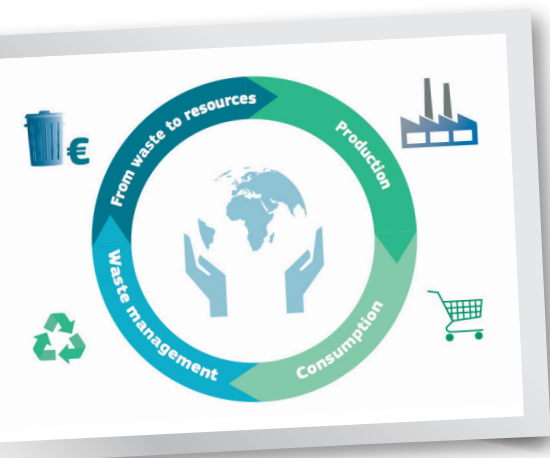 From waste to resources
Production
€
Consumption
Waste management